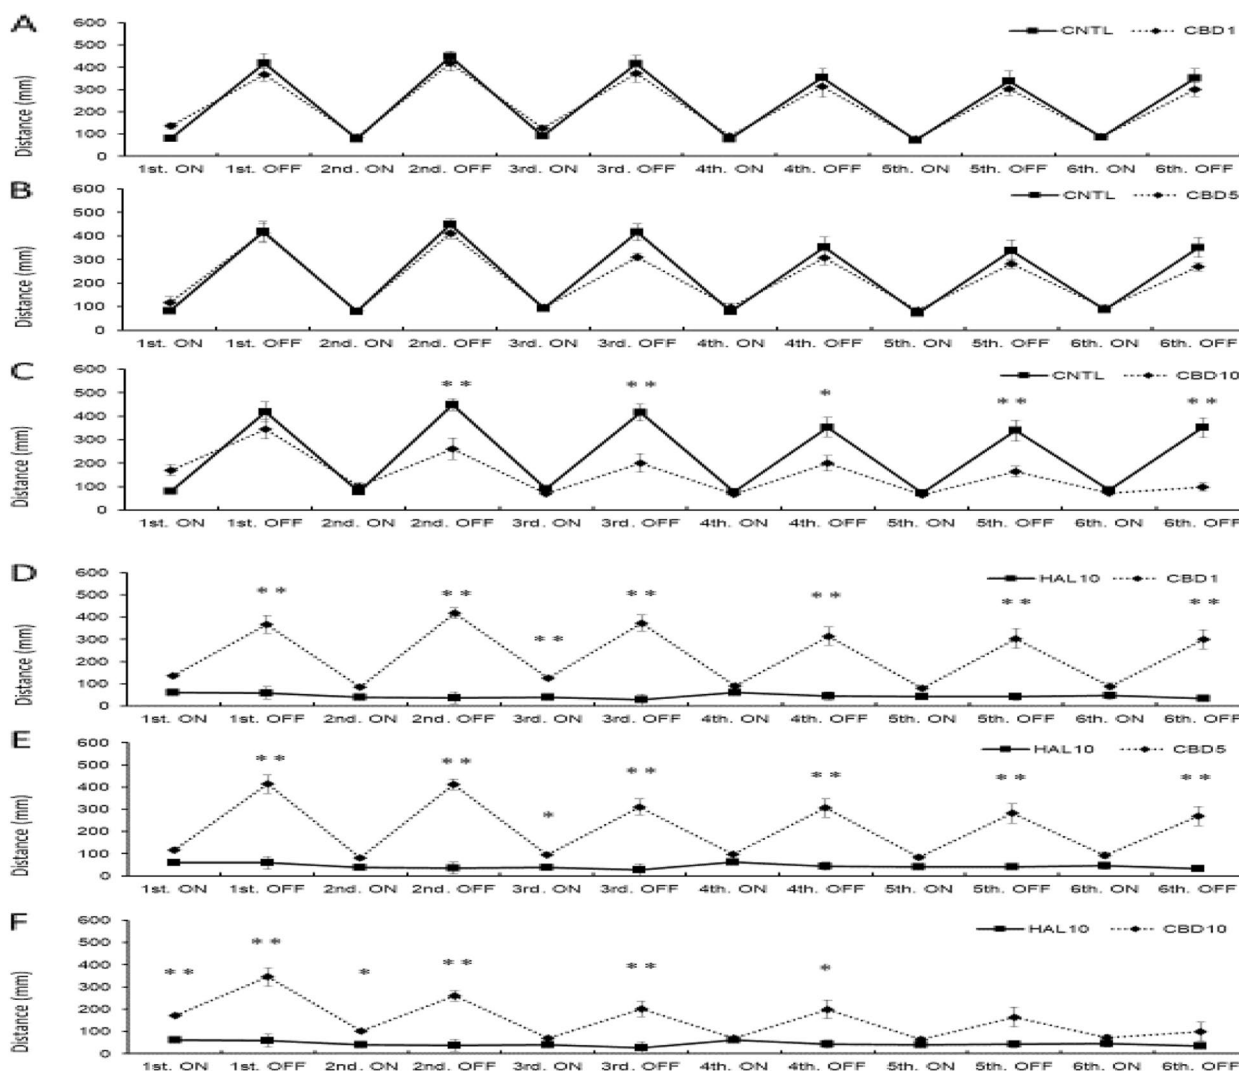 A
Distance (mm)
600
500
400
300
200
100
0
CNTL CBD1
1st. ON 1st. OFF 2nd. ON 2nd. OFF 3rd. ON 3rd. OFF 4th. ON 4th. OFF 5th. ON 5th. OFF 6th. ON 6th. OFF
B
Distance (mm)
600
500
400
300
200
100
0
CNTL CBD5
1st. ON 1st. OFF 2nd. ON 2nd. OFF 3rd. ON 3rd. OFF 4th. ON 4th. OFF 5th. ON 5th. OFF 6th. ON 6th. OFF
C
Distance (mm)
600
500
400
300
200
100
0
CNTL CBD10
** ** * ** **
1st. ON 1st. OFF 2nd. ON 2nd. OFF 3rd. ON 3rd. OFF 4th. ON 4th. OFF 5th. ON 5th. OFF 6th. ON 6th. OFF
D
Distance (mm)
600
500
400
300
200
100
0
HAL10 CBD1
** ** ** ** ** ** **
1st. ON 1st. OFF 2nd. ON 2nd. OFF 3rd. ON 3rd. OFF 4th. ON 4th. OFF 5th. ON 5th. OFF 6th. ON 6th. OFF
E
Distance (mm)
600
500
400
300
200
100
0
HAL10 CBD5
** ** * ** ** ** **
1st. ON 1st. OFF 2nd. ON 2nd. OFF 3rd. ON 3rd. OFF 4th. ON 4th. OFF 5th. ON 5th. OFF 6th. ON 6th. OFF
F
Distance (mm)
600
500
400
300
200
100
0
HAL10 CBD10
** ** * ** ** *
1st. ON 1st. OFF 2nd. ON 2nd. OFF 3rd. ON 3rd. OFF 4th. ON 4th. OFF 5th. ON 5th. OFF 6th. ON 6th. OFF